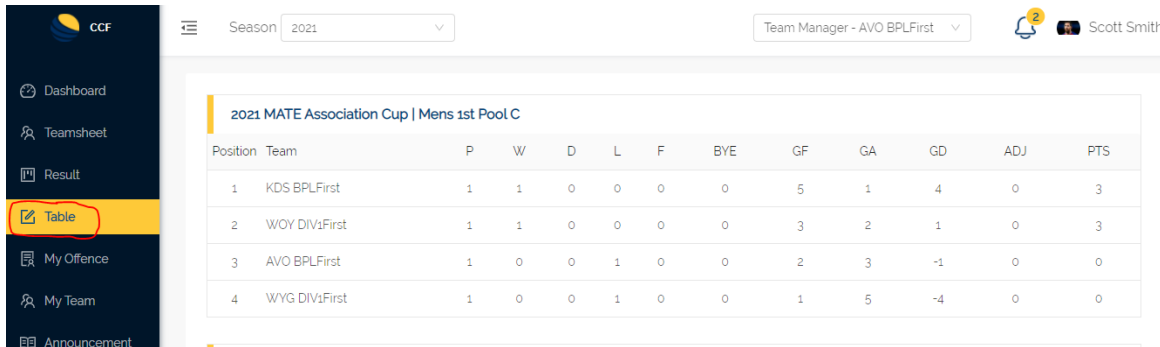 CCF
Season 2021
Team Manager - AVO BPLFirst
2
Scott Smith
Dashboard
Teamsheet
Result
Table
My Offence
My Team
Announcement
2021 MATE Association Cup | Mens 1st Pool C
Position Team P W D L F BYE GF GA GD ADJ PTS
1 KDS BPLFirst 1 1 0 0 0 0 5 1 4 0 3
2 WOY DIV1First 1 1 0 0 0 0 3 2 1 0 3
3 AVO BPLFirst 1 0 0 1 0 0 2 3 -1 0 0
4 WYG DIV1First 1 0 0 1 0 0 1 5 -4 0 0